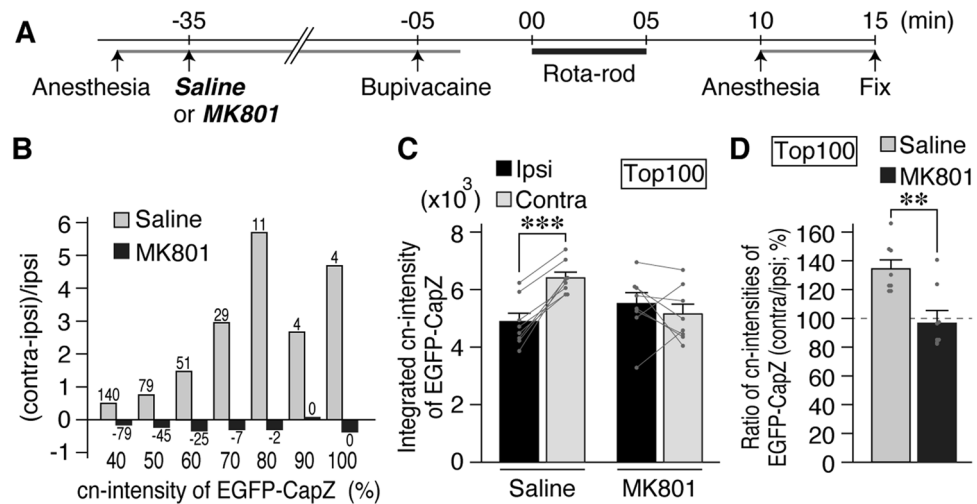 A
-35 -05 00 05 10 15 (min)
Anesthesia Saline Bupivacaine Rota-rod Anesthesia Fix
or MK801
B
Saline
MK801
(contra-ipsi)/ipsi
6
5
4
3
2
1
0
-1
140 79 51 29 11 4 4
-79 -45 -25 -7 -2 0 0
40 50 60 70 80 90 100
cn-intensity of EGFP-CapZ (%)
C
Ipsi
Contra
Top100
(x10³)
Integrated cn-intensity
of EGFP-CapZ
8
6
4
2
0
***
Saline MK801
D
Top100
Saline
MK801
**
Ratio of cn-intensities of
EGFP-CapZ (contra/ipsi; %)
160
140
120
100
80
60
40
20
0